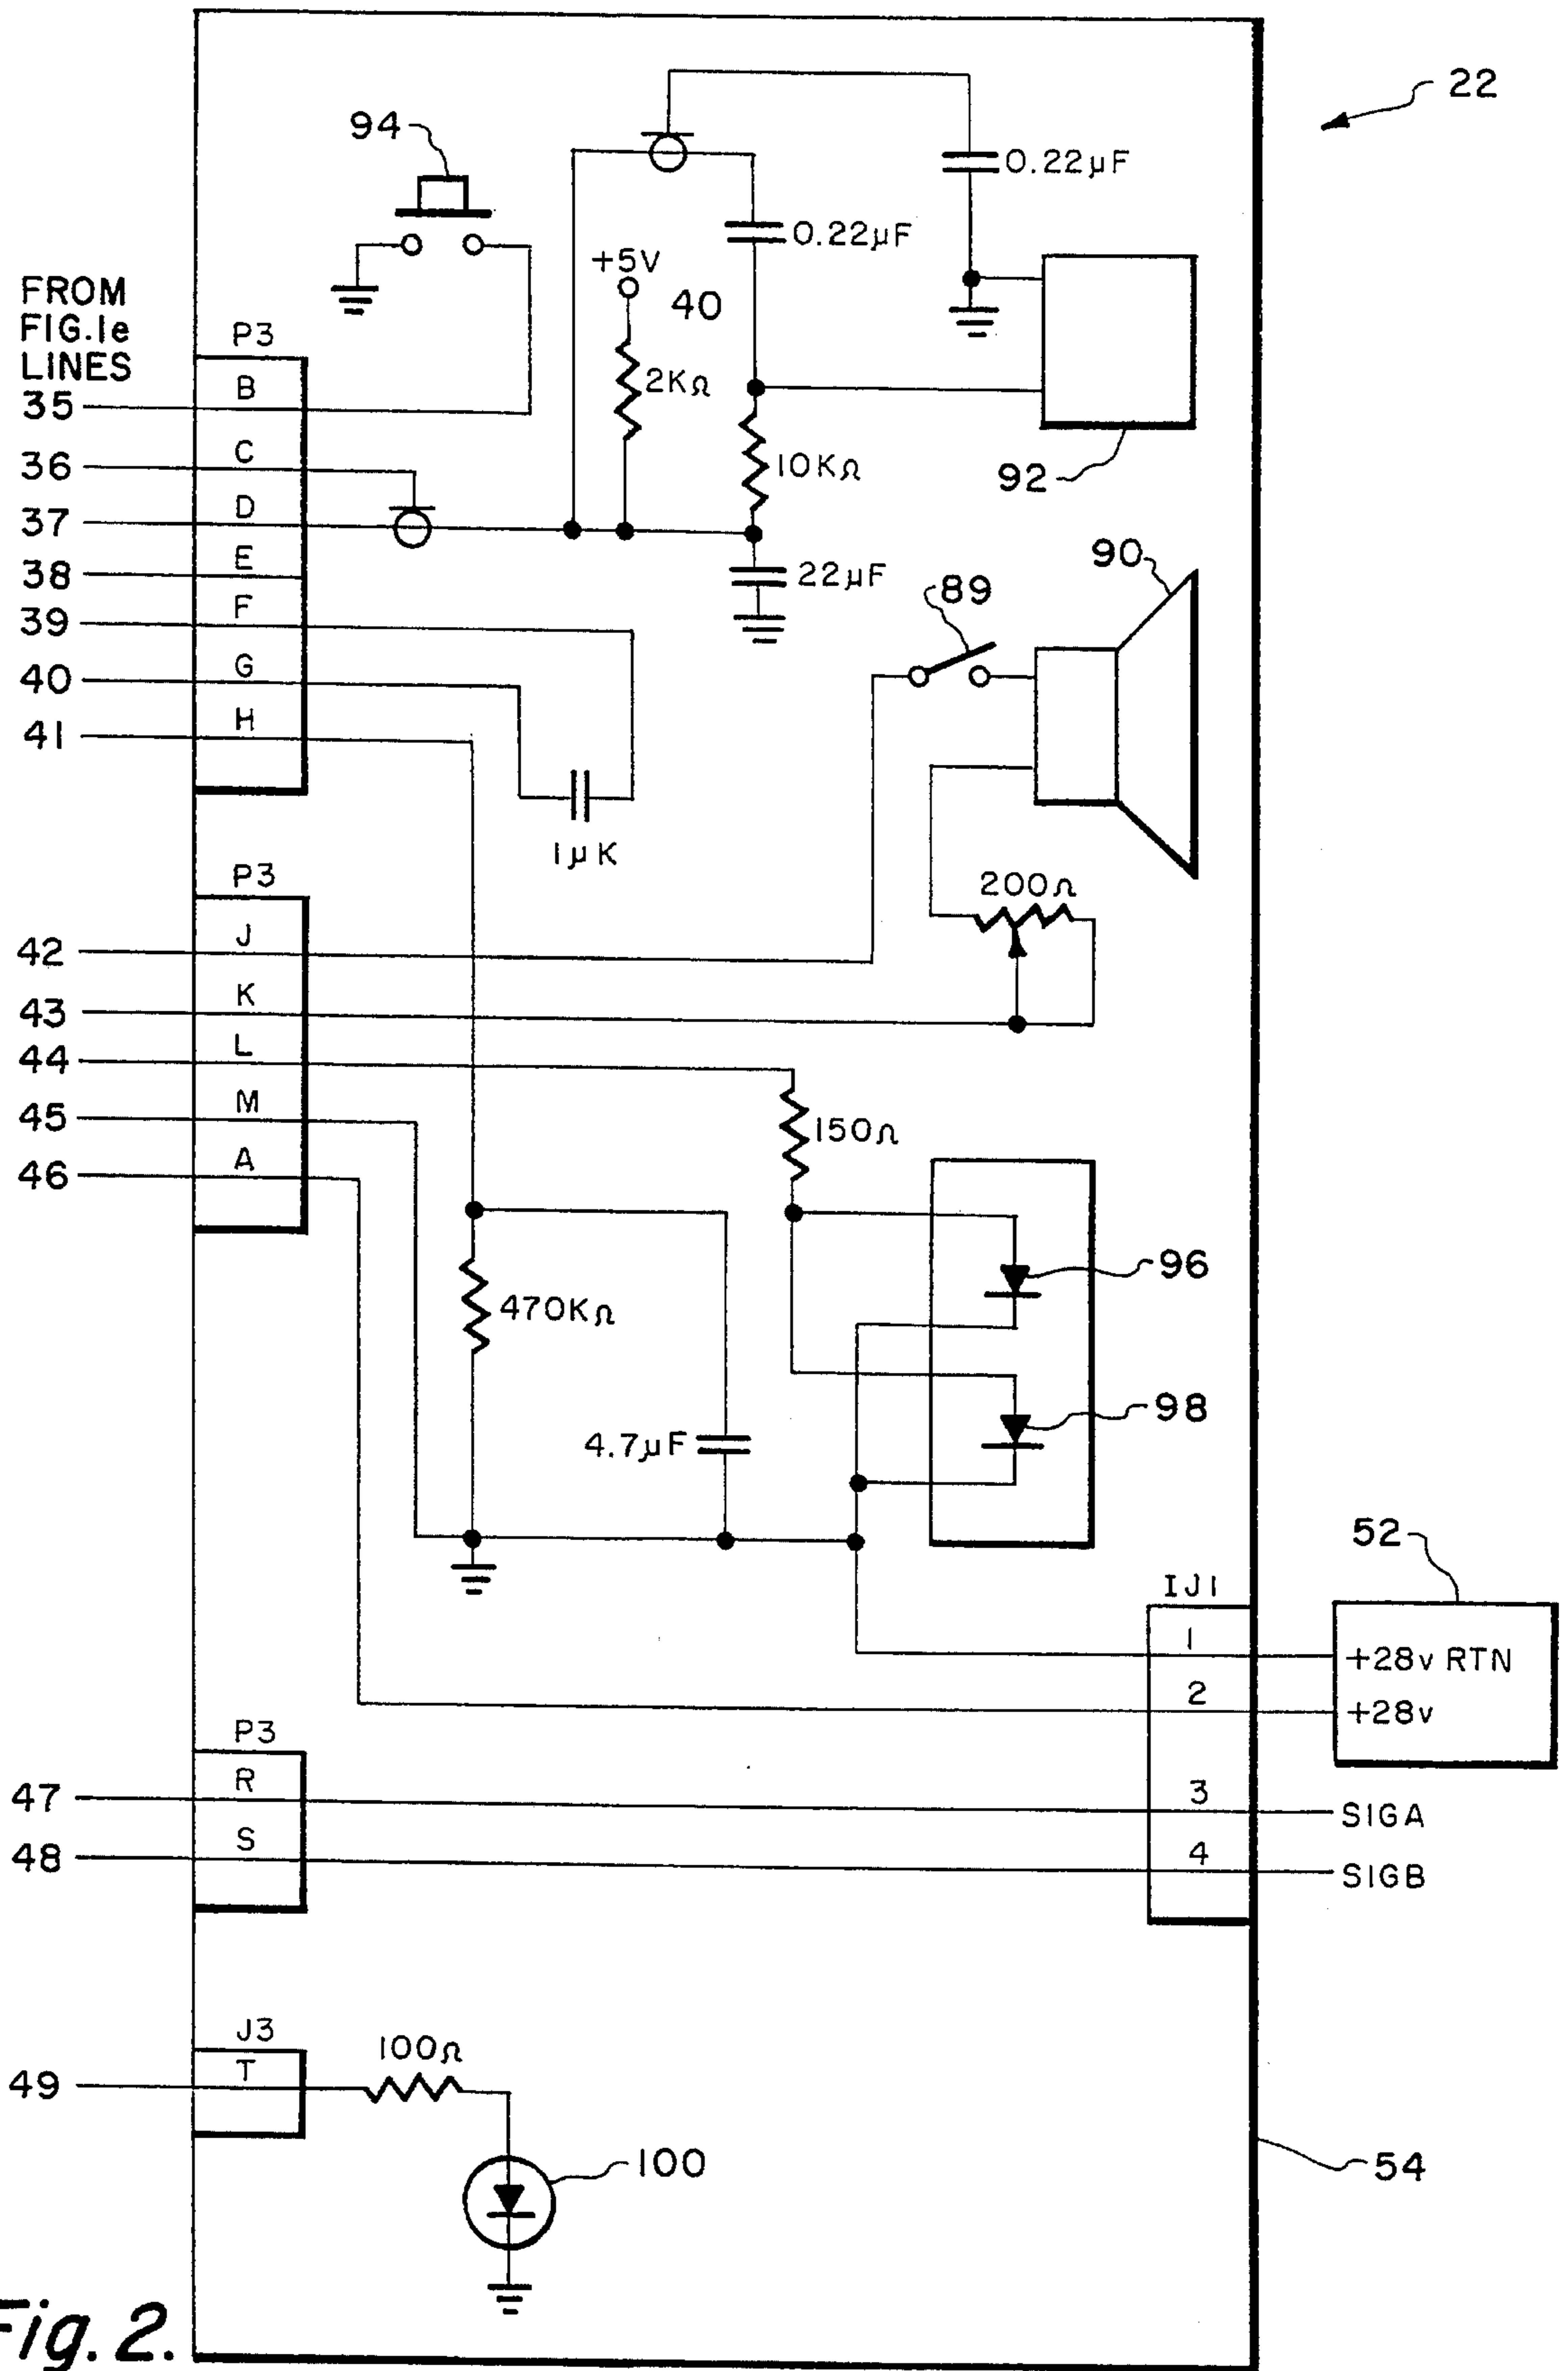 22
94
0.22µF
0.22µF
+5V
40
FROM
FIG.1e
LINES
P3
B
35
2KΩ
C
36
10KΩ
92
D
37
E
38
22µF
90
89
F
39
G
40
H
41
1µK
P3
200Ω
J
42
K
43
L
44
M
45
150Ω
A
46
96
470KΩ
98
4.7µF
52
IJ1
1
+28v RTN
2
+28v
P3
R
47
3
SIGA
S
48
4
SIGB
J3
T
49
100Ω
100
54
Fig. 2.